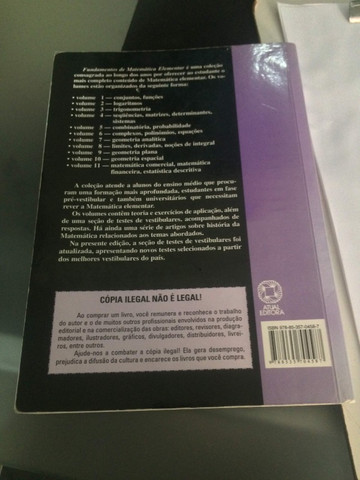 Fundamentos de Matemática Elementar é uma coleção
consagrada ao longo dos anos por oferecer ao estudante o
mais completo conteúdo de Matemática elementar. Os vo-
lumes estão organizados da seguinte forma:
• volume 1 — conjuntos, funções
• volume 2 — logaritmos
• volume 3 — trigonometria
• volume 4 — seqüências, matrizes, determinantes,
sistemas
• volume 5 — combinatória, probabilidade
• volume 6 — complexos, polinômios, equações
• volume 7 — geometria analítica
• volume 8 — limites, derivadas, noções de integral
• volume 9 — geometria plana
• volume 10 — geometria espacial
• volume 11 — matemática comercial, matemática
financeira, estatística descritiva
A coleção atende a alunos do ensino médio que procu-
ram uma formação mais aprofundada, estudantes em fase
pré-vestibular e também universitários que necessitam
rever a Matemática elementar.
Os volumes contêm teoria e exercícios de aplicação, além
de uma seção de testes de vestibulares, acompanhados de
respostas. Há ainda uma série de artigos sobre história da
Matemática relacionados aos temas abordados.
Na presente edição, a seção de testes de vestibulares foi
atualizada, apresentando novos testes selecionados a partir
dos melhores vestibulares do país.
CÓPIA ILEGAL NÃO É LEGAL!
Ao comprar um livro, você remunera e reconhece o trabalho
do autor e o de muitos outros profissionais envolvidos na produção
editorial e na comercialização das obras: editores, revisores, diagra-
madores, ilustradores, gráficos, divulgadores, distribuidores, livrei-
ros, entre outros.
Ajude-nos a combater a cópia ilegal! Ela gera desemprego,
prejudica a difusão da cultura e encarece os livros que você compra.
ATUAL
EDITORA